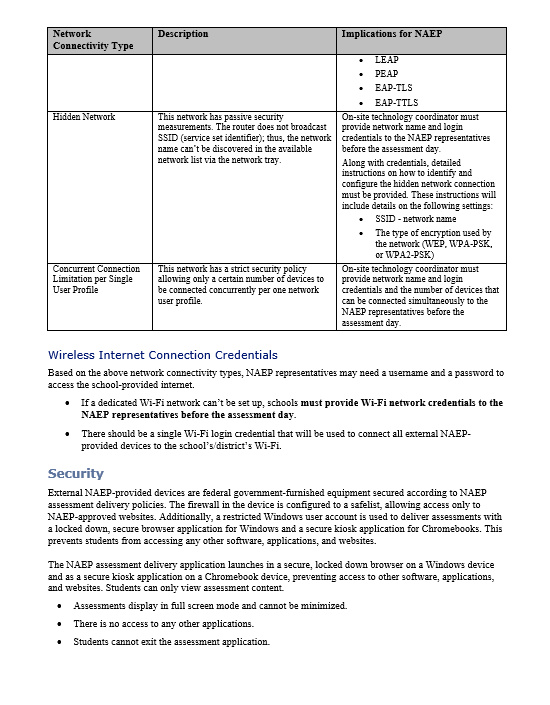 Network
Connectivity Type
Description
Implications for NAEP
• LEAP
• PEAP
• EAP-TLS
• EAP-TTLS
Hidden Network
This network has passive security
measurements. The router does not broadcast
SSID (service set identifier); thus, the network
name can't be discovered in the available
network list via the network tray.
On-site technology coordinator must
provide network name and login
credentials to the NAEP representatives
before the assessment day.
Along with credentials, detailed
instructions on how to identify and
configure the hidden network connection
must be provided. These instructions will
include details on the following settings:
• SSID - network name
• The type of encryption used by
the network (WEP, WPA-PSK,
or WPA2-PSK)
Concurrent Connection
Limitation per Single
User Profile
This network has a strict security policy
allowing only a certain number of devices to
be connected concurrently per one network
user profile.
On-site technology coordinator must
provide network name and login
credentials and the number of devices that
can be connected simultaneously to the
NAEP representatives before the
assessment day.
Wireless Internet Connection Credentials
Based on the above network connectivity types, NAEP representatives may need a username and a password to
access the school-provided internet.
• If a dedicated Wi-Fi network can't be set up, schools must provide Wi-Fi network credentials to the
NAEP representatives before the assessment day.
• There should be a single Wi-Fi login credential that will be used to connect all external NAEP-
provided devices to the school's/district's Wi-Fi.
Security
External NAEP-provided devices are federal government-furnished equipment secured according to NAEP
assessment delivery policies. The firewall in the device is configured to a safelist, allowing access only to
NAEP-approved websites. Additionally, a restricted Windows user account is used to deliver assessments with
a locked down, secure browser application for Windows and a secure kiosk application for Chromebooks. This
prevents students from accessing any other software, applications, and websites.
The NAEP assessment delivery application launches in a secure, locked down browser on a Windows device
and as a secure kiosk application on a Chromebook device, preventing access to other software, applications,
and websites. Students can only view assessment content.
• Assessments display in full screen mode and cannot be minimized.
• There is no access to any other applications.
• Students cannot exit the assessment application.